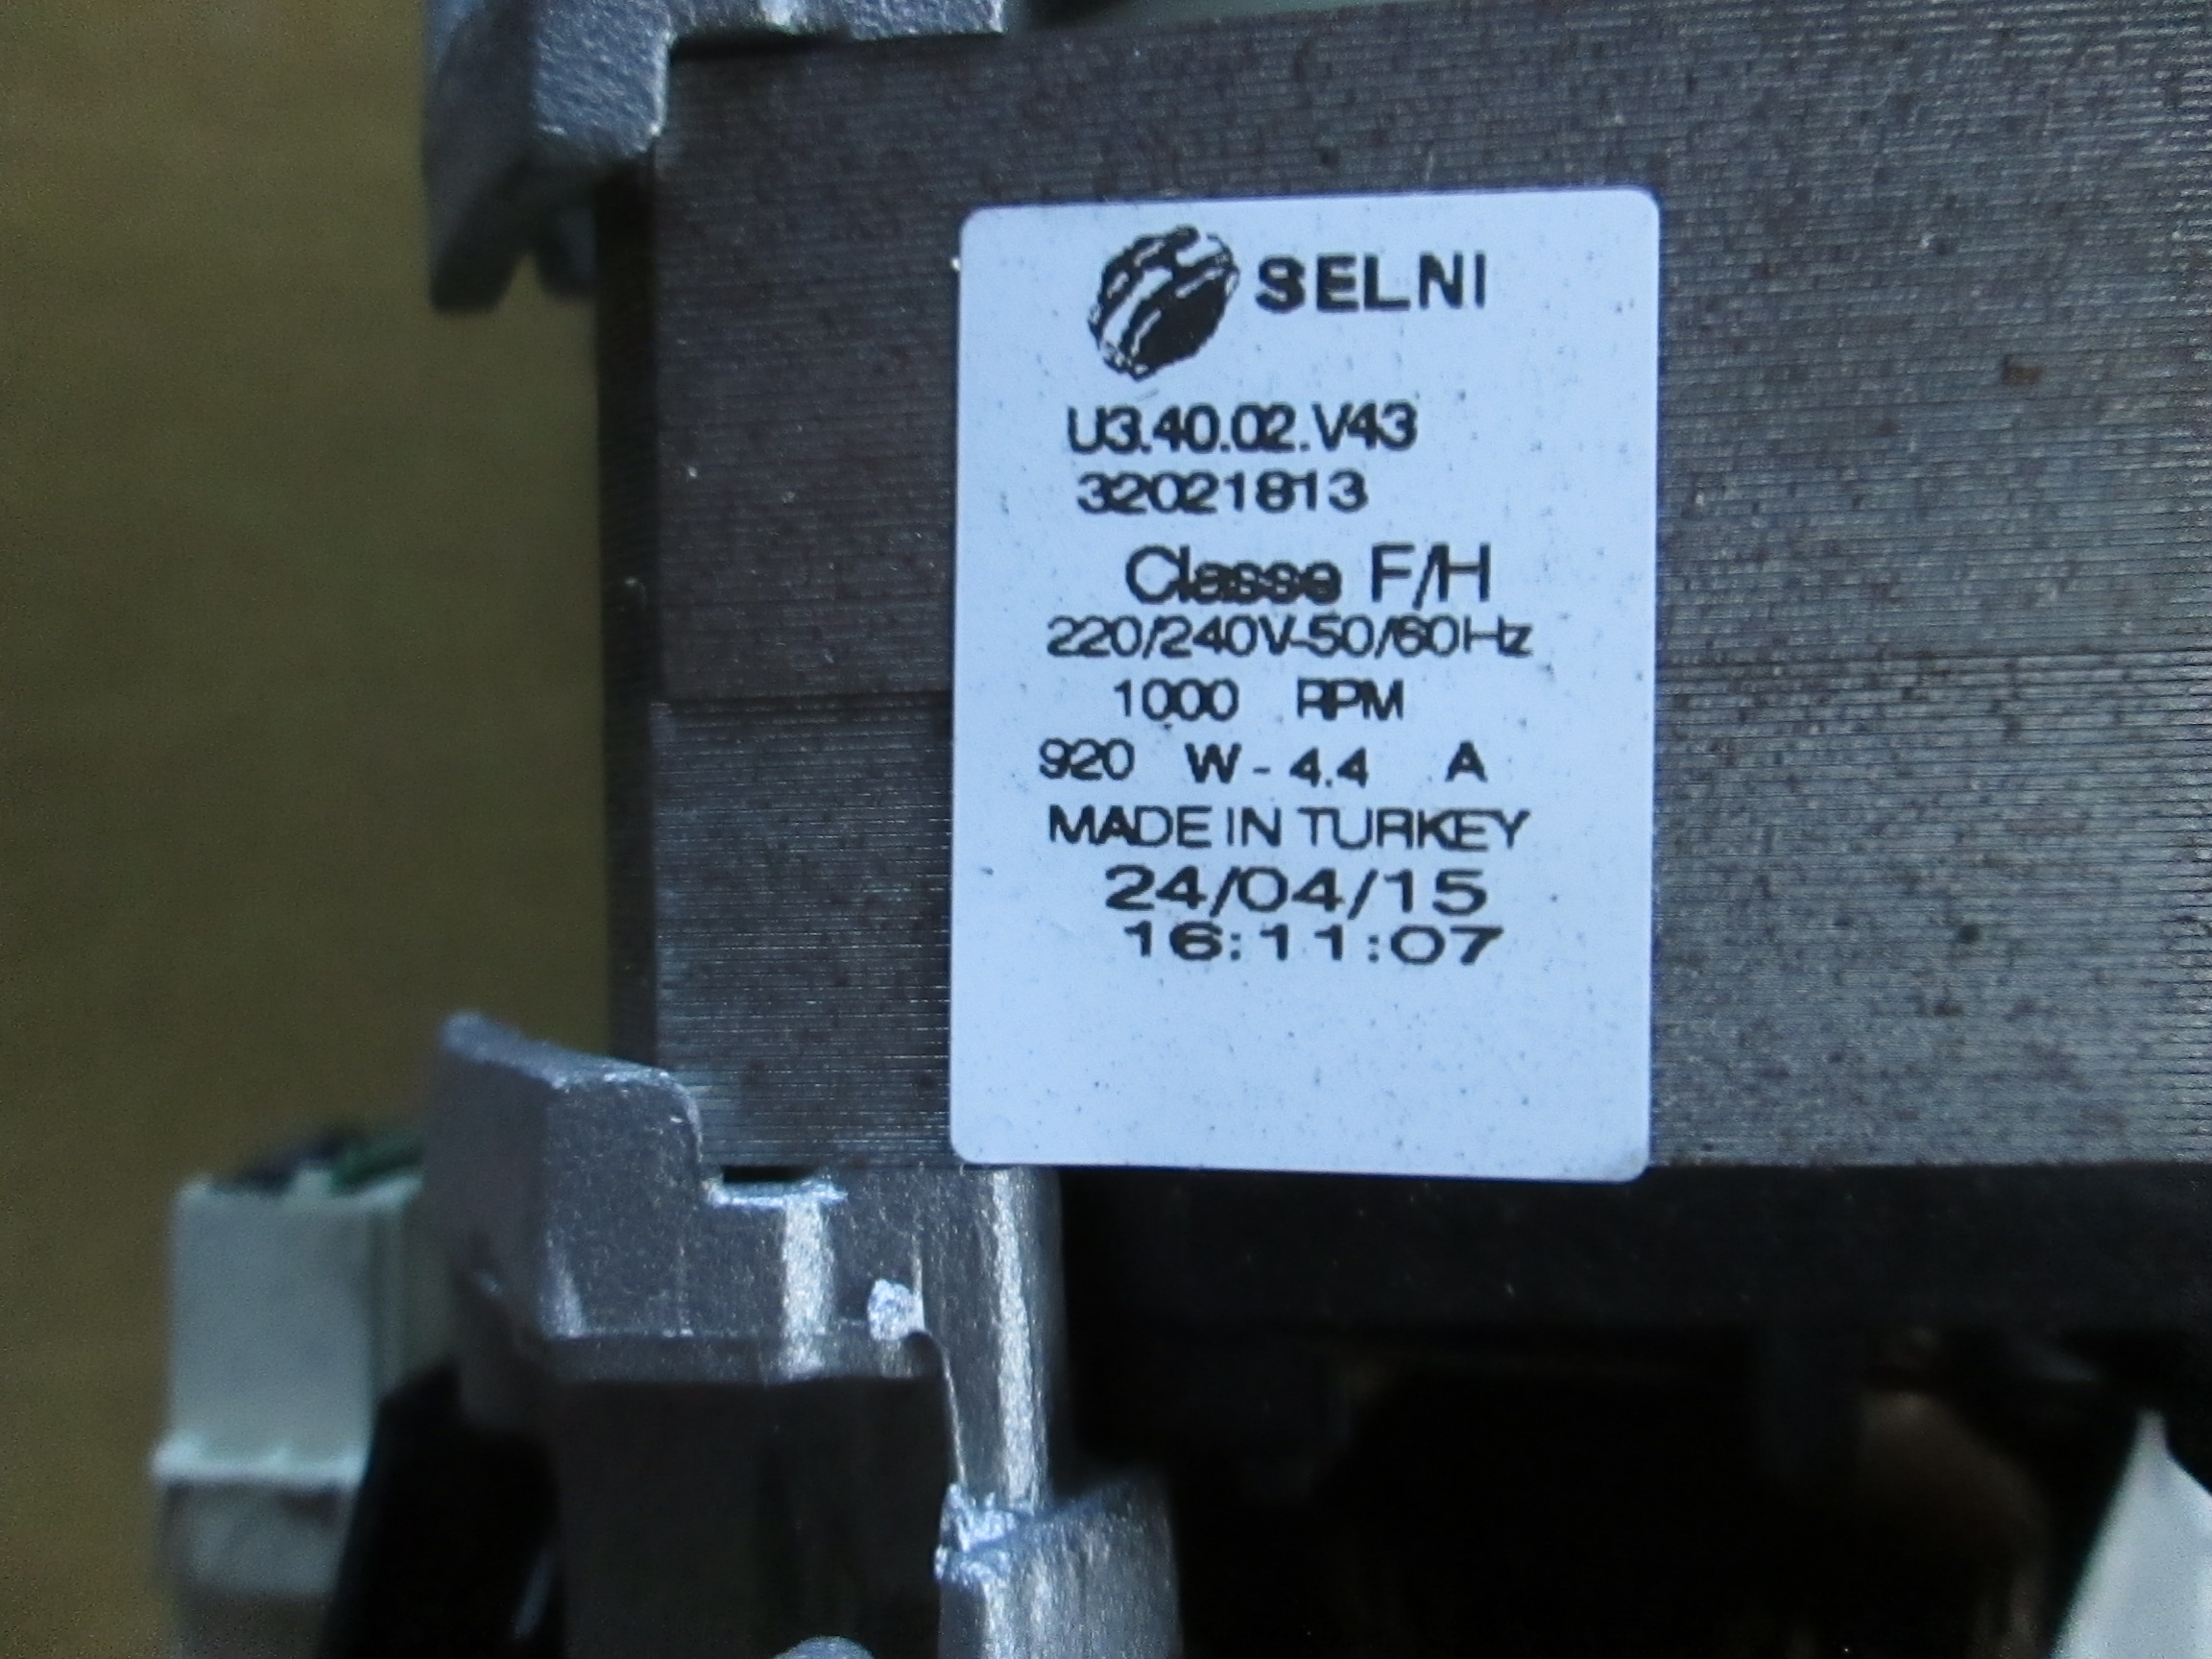 SELNI
U3.40.02.V43
32021813
Classe F/H
220/240V-50/60Hz
1000 RPM
920 W - 4.4 A
MADE IN TURKEY
24/04/15
16:11:07